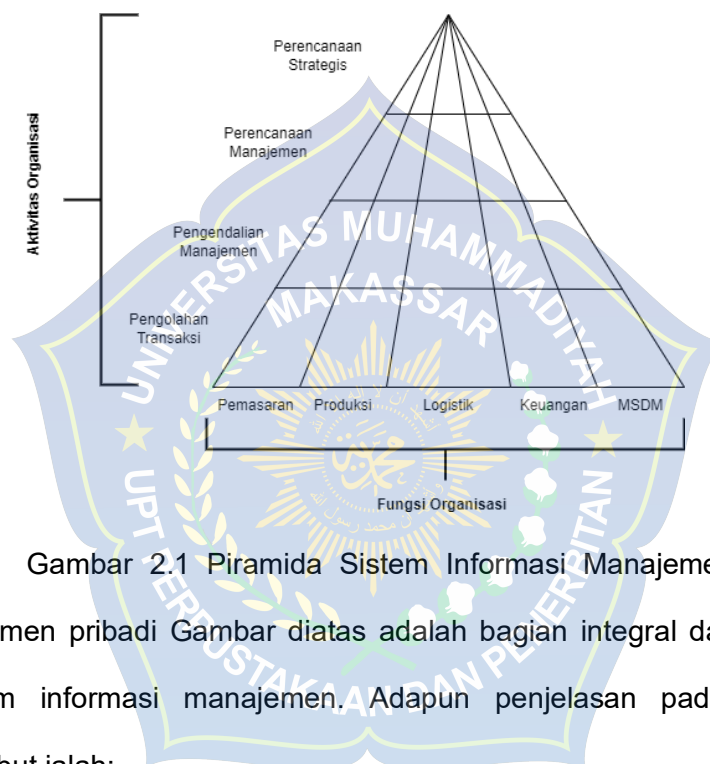 Perencanaan
Strategis
Perencanaan
Manajemen
Aktivitas Organisasi
Pengendalian
Manajemen
Pengolahan
Transaksi
Pemasaran Produksi Logistik Keuangan MSDM
Fungsi Organisasi
UNIVERSITAS MUHAMMADIYAH
MAKASSAR
UPT PERPUSTAKAAN DAN PENERBITAN
Gambar 2.1 Piramida Sistem Informasi Manajeme
men pribadi Gambar diatas adalah bagian integral da
m informasi manajemen. Adapun penjelasan pad
but ialah: